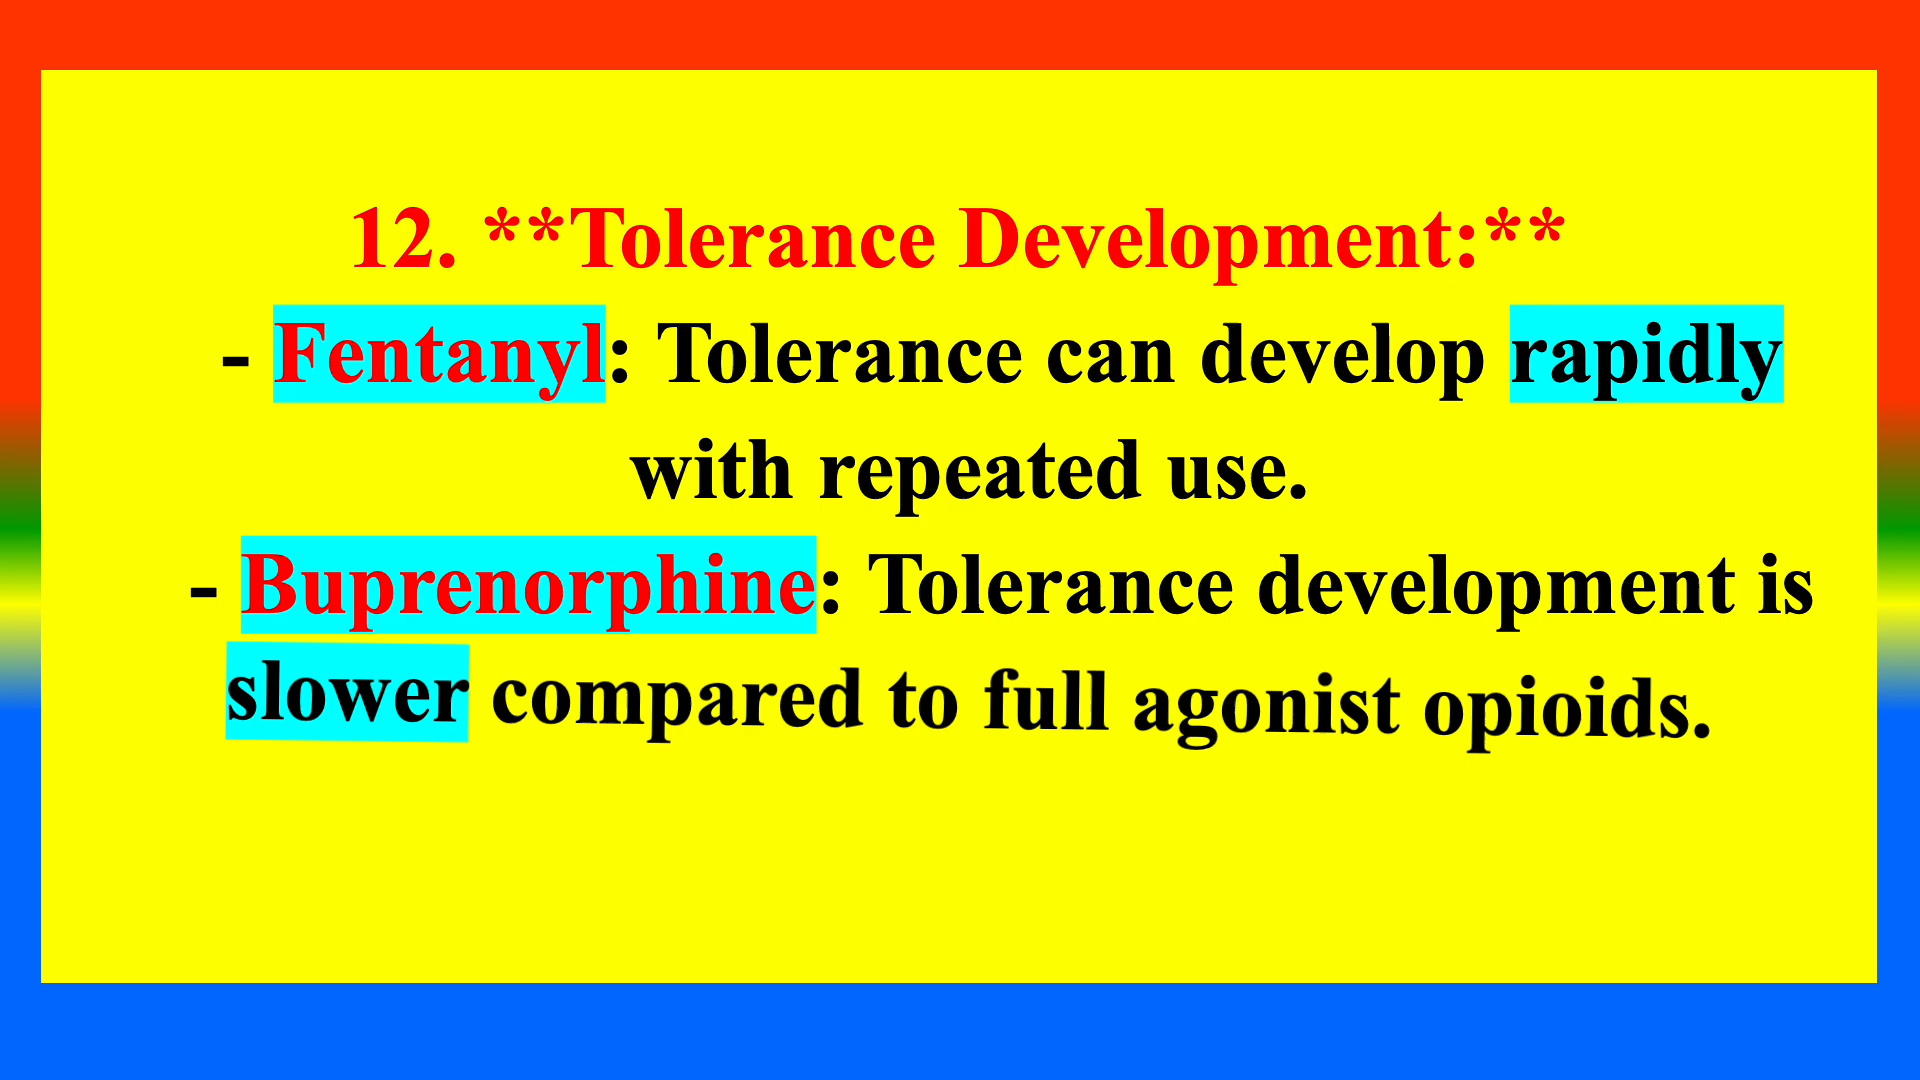 12. **Tolerance Development:**
- Fentanyl: Tolerance can develop rapidly
with repeated use.
- Buprenorphine: Tolerance development is
slower compared to full agonist opioids.